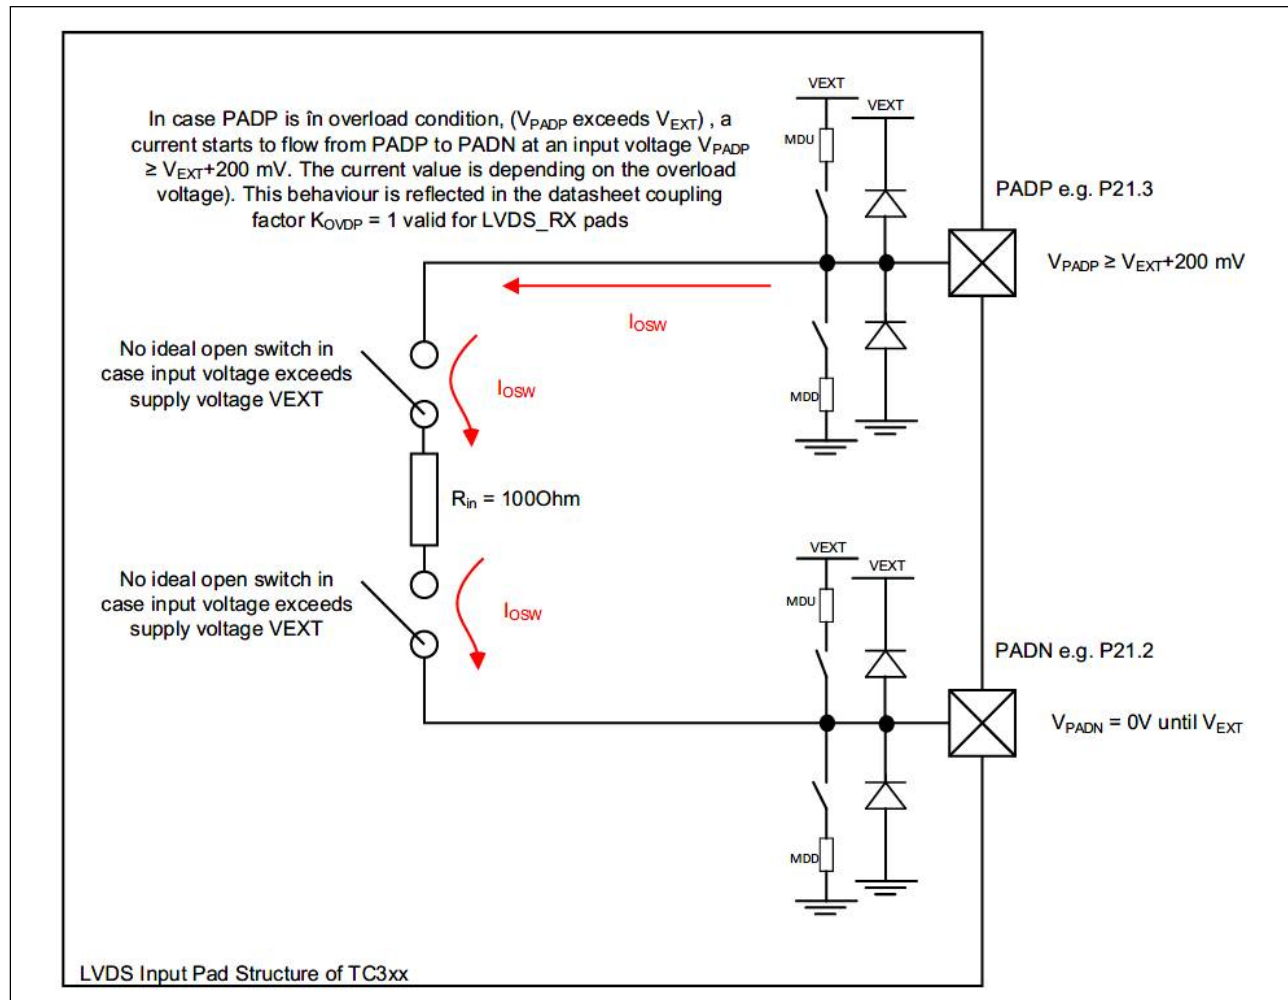 In case PADP is în overload condition, (VPADP exceeds VEXT) , a
current starts to flow from PADP to PADN at an input voltage VPADP
≥ VEXT+200 mV. The current value is depending on the overload
voltage). This behaviour is reflected in the datasheet coupling
factor KOVDP = 1 valid for LVDS_RX pads
VEXT
VEXT
MDU
PADP e.g. P21.3
VPADP ≥ VEXT+200 mV
IOSW
No ideal open switch in
case input voltage exceeds
supply voltage VEXT
IOSW
MDD
Rin = 100Ohm
VEXT
VEXT
MDU
No ideal open switch in
case input voltage exceeds
supply voltage VEXT
IOSW
PADN e.g. P21.2
VPADN = 0V until VEXT
MDD
LVDS Input Pad Structure of TC3xx